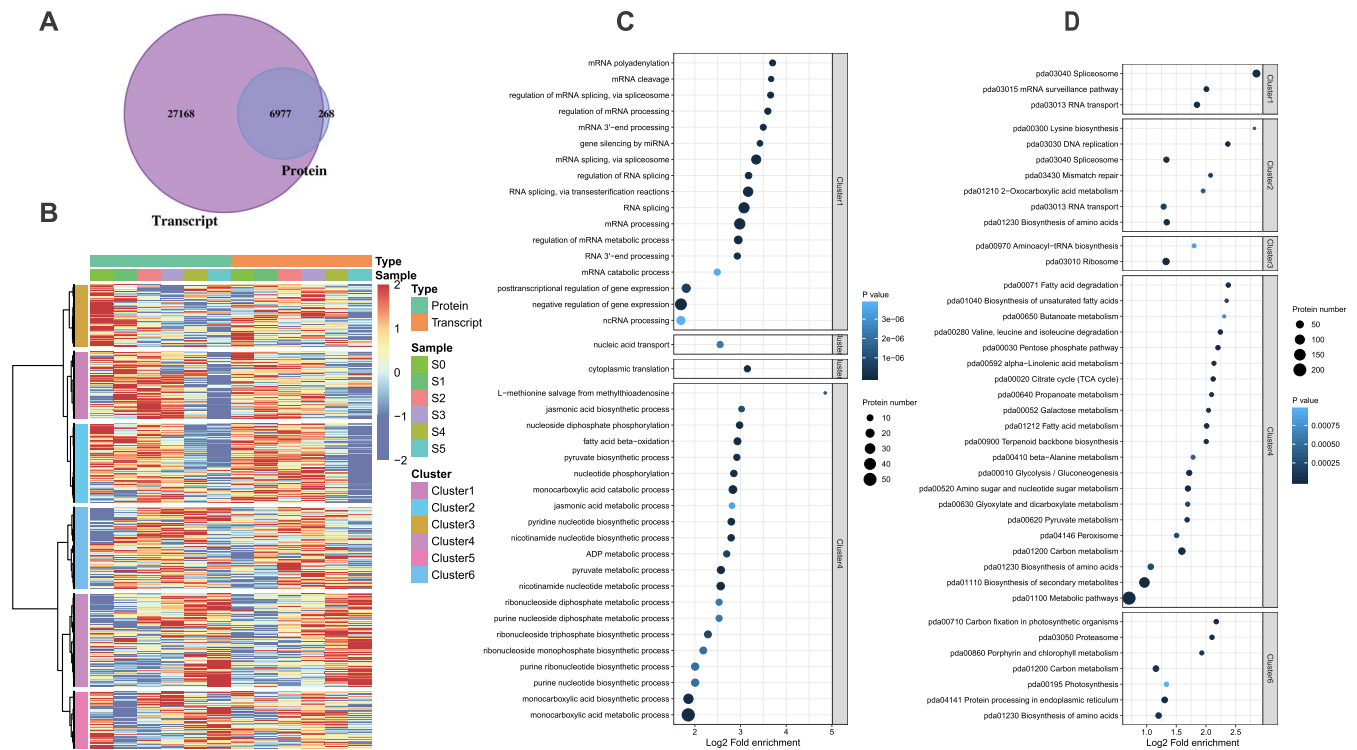 A
27168
6977
268
Protein
Transcript
B
Type
Sample
2
1
0
−1
−2
Type
Protein
Transcript
Sample
S0
S1
S2
S3
S4
S5
Cluster
Cluster1
Cluster2
Cluster3
Cluster4
Cluster5
Cluster6
C
mRNA polyadenylation
mRNA cleavage
regulation of mRNA splicing, via spliceosome
regulation of mRNA processing
mRNA 3'−end processing
gene silencing by miRNA
mRNA splicing, via spliceosome
regulation of RNA splicing
RNA splicing, via transesterification reactions
RNA splicing
mRNA processing
regulation of mRNA metabolic process
RNA 3'−end processing
mRNA catabolic process
posttranscriptional regulation of gene expression
negative regulation of gene expression
ncRNA processing
Cluster1
nucleic acid transport
cytoplasmic translation
L−methionine salvage from methylthioadenosine
jasmonic acid biosynthetic process
nucleoside diphosphate phosphorylation
fatty acid beta−oxidation
pyruvate biosynthetic process
nucleotide phosphorylation
monocarboxylic acid catabolic process
jasmonic acid metabolic process
pyridine nucleotide biosynthetic process
nicotinamide nucleotide biosynthetic process
ADP metabolic process
pyruvate metabolic process
nicotinamide nucleotide metabolic process
ribonucleoside diphosphate metabolic process
purine nucleoside diphosphate metabolic process
ribonucleoside triphosphate biosynthetic process
ribonucleoside monophosphate biosynthetic process
purine ribonucleotide biosynthetic process
purine nucleotide biosynthetic process
monocarboxylic acid biosynthetic process
monocarboxylic acid metabolic process
Cluster4
2
3
4
5
Log2 Fold enrichment
P value
3e−06
2e−06
1e−06
Protein number
10
20
30
40
50
D
pda03040 Spliceosome
pda03015 mRNA surveillance pathway
pda03013 RNA transport
Cluster1
pda00300 Lysine biosynthesis
pda03030 DNA replication
pda03040 Spliceosome
pda03430 Mismatch repair
pda01210 2−Oxocarboxylic acid metabolism
pda03013 RNA transport
pda01230 Biosynthesis of amino acids
Cluster2
pda00970 Aminoacyl−tRNA biosynthesis
pda03010 Ribosome
Cluster3
pda00071 Fatty acid degradation
pda01040 Biosynthesis of unsaturated fatty acids
pda00650 Butanoate metabolism
pda00280 Valine, leucine and isoleucine degradation
pda00030 Pentose phosphate pathway
pda00592 alpha−Linolenic acid metabolism
pda00020 Citrate cycle (TCA cycle)
pda00640 Propanoate metabolism
pda00052 Galactose metabolism
pda01212 Fatty acid metabolism
pda00900 Terpenoid backbone biosynthesis
pda00410 beta−Alanine metabolism
pda00010 Glycolysis / Gluconeogenesis
pda00520 Amino sugar and nucleotide sugar metabolism
pda00630 Glyoxylate and dicarboxylate metabolism
pda00620 Pyruvate metabolism
pda04146 Peroxisome
pda01200 Carbon metabolism
pda01230 Biosynthesis of amino acids
pda01110 Biosynthesis of secondary metabolites
pda01100 Metabolic pathways
Cluster4
pda00710 Carbon fixation in photosynthetic organisms
pda03050 Proteasome
pda00860 Porphyrin and chlorophyll metabolism
pda01200 Carbon metabolism
pda00195 Photosynthesis
pda04141 Protein processing in endoplasmic reticulum
pda01230 Biosynthesis of amino acids
Cluster6
1.0
1.5
2.0
2.5
Log2 Fold enrichment
Protein number
50
100
150
200
P value
0.00075
0.00025